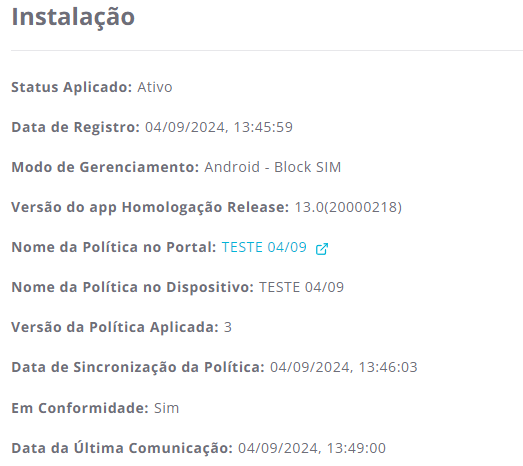 Instalação
Status Aplicado: Ativo
Data de Registro: 04/09/2024, 13:45:59
Modo de Gerenciamento: Android - Block SIM
Versão do app Homologação Release: 13.0(20000218)
Nome da Política no Portal: TESTE 04/09
Nome da Política no Dispositivo: TESTE 04/09
Versão da Política Aplicada: 3
Data de Sincronização da Política: 04/09/2024, 13:46:03
Em Conformidade: Sim
Data da Última Comunicação: 04/09/2024, 13:49:00